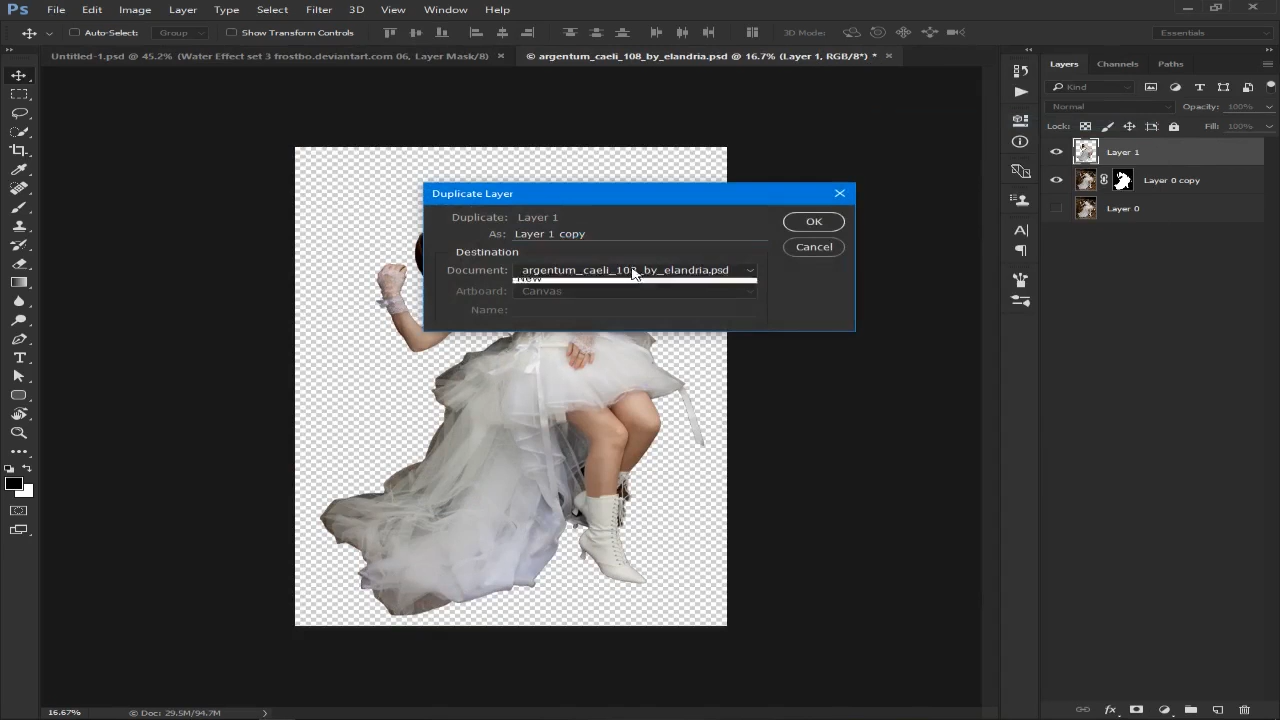 Ps File Edit Image Layer Type Select Filter 3D View Window Help
Auto-Select: Group Show Transform Controls 3D Mode: Essentials
Untitled-1.psd @ 45.2% (Water Effect set 3 frostbo.deviantart.com 06, Layer Mask/8) × © argentum_caeli_108_by_elandria.psd @ 16.7% (Layer 1, RGB/8*) * ×
Layers Channels Paths
Kind
Normal Opacity: 100%
Lock: Fill: 100%
Layer 1
Layer 0 copy
Layer 0
Duplicate Layer
Duplicate: Layer 1
As: Layer 1 copy
OK
Cancel
Destination
Document: argentum_caeli_108_by_elandria.psd
New
Artboard: Canvas
Name:
16.67% © Doc: 29.5M/94.7M